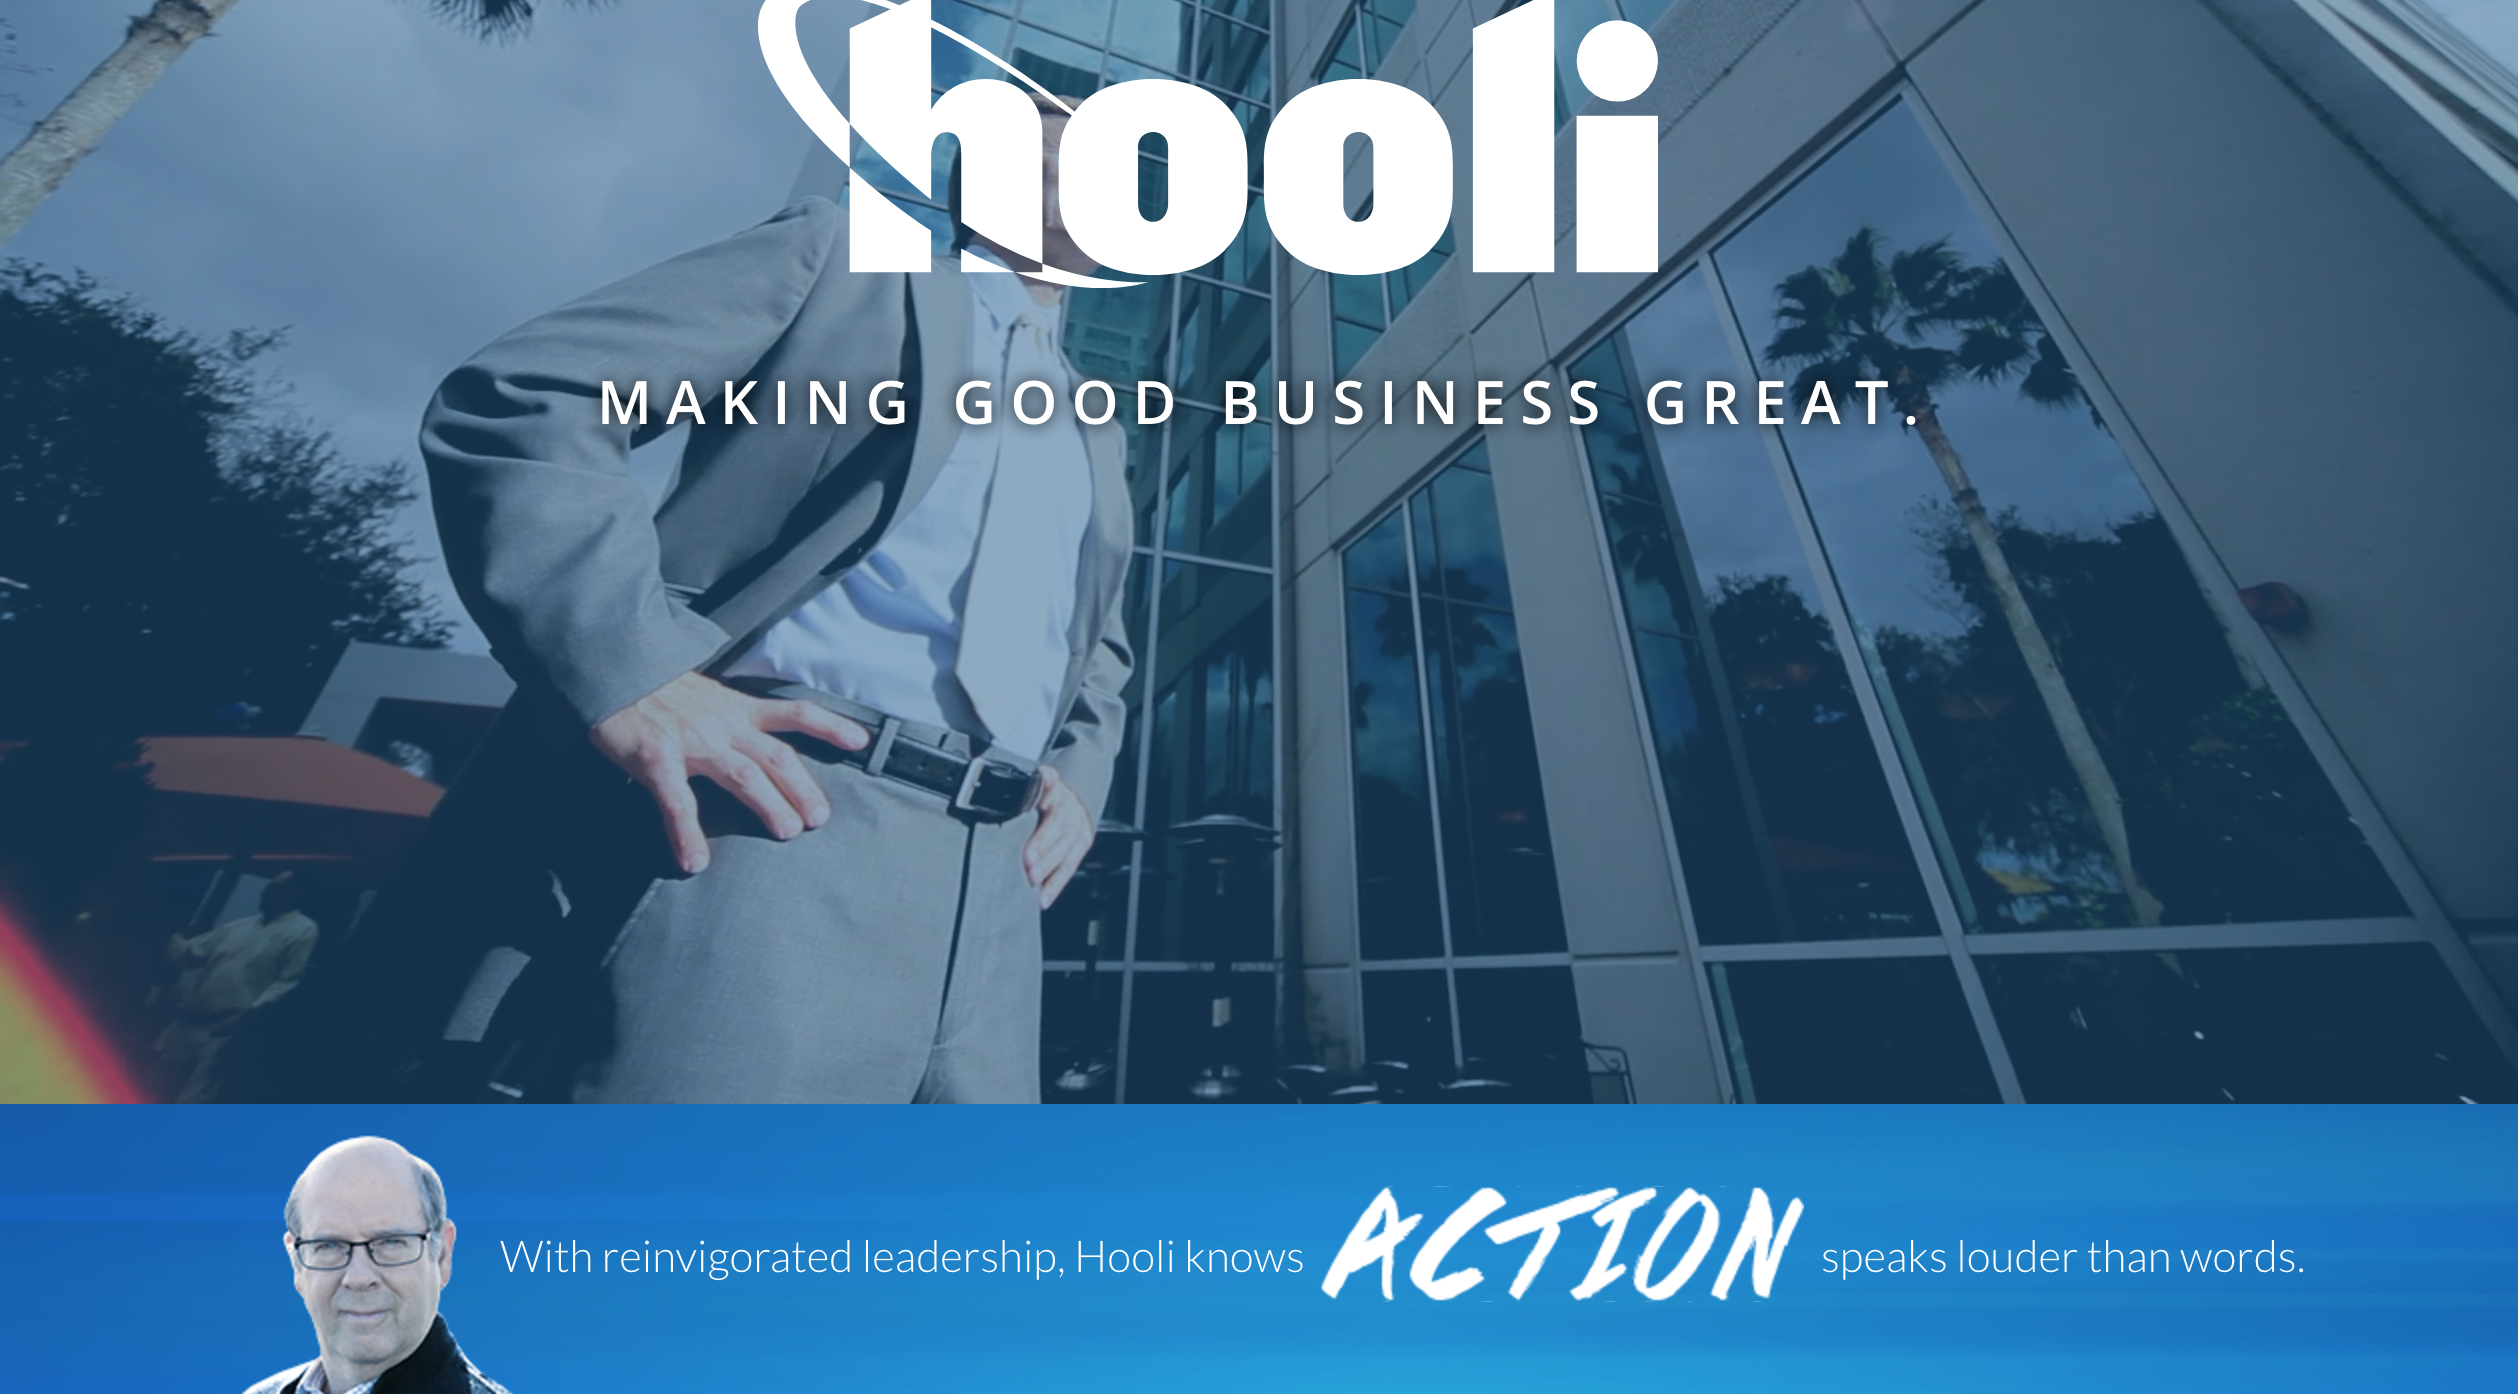 hooli
MAKING GOOD BUSINESS GREAT.
With reinvigorated leadership, Hooli knows ACTION speaks louder than words.